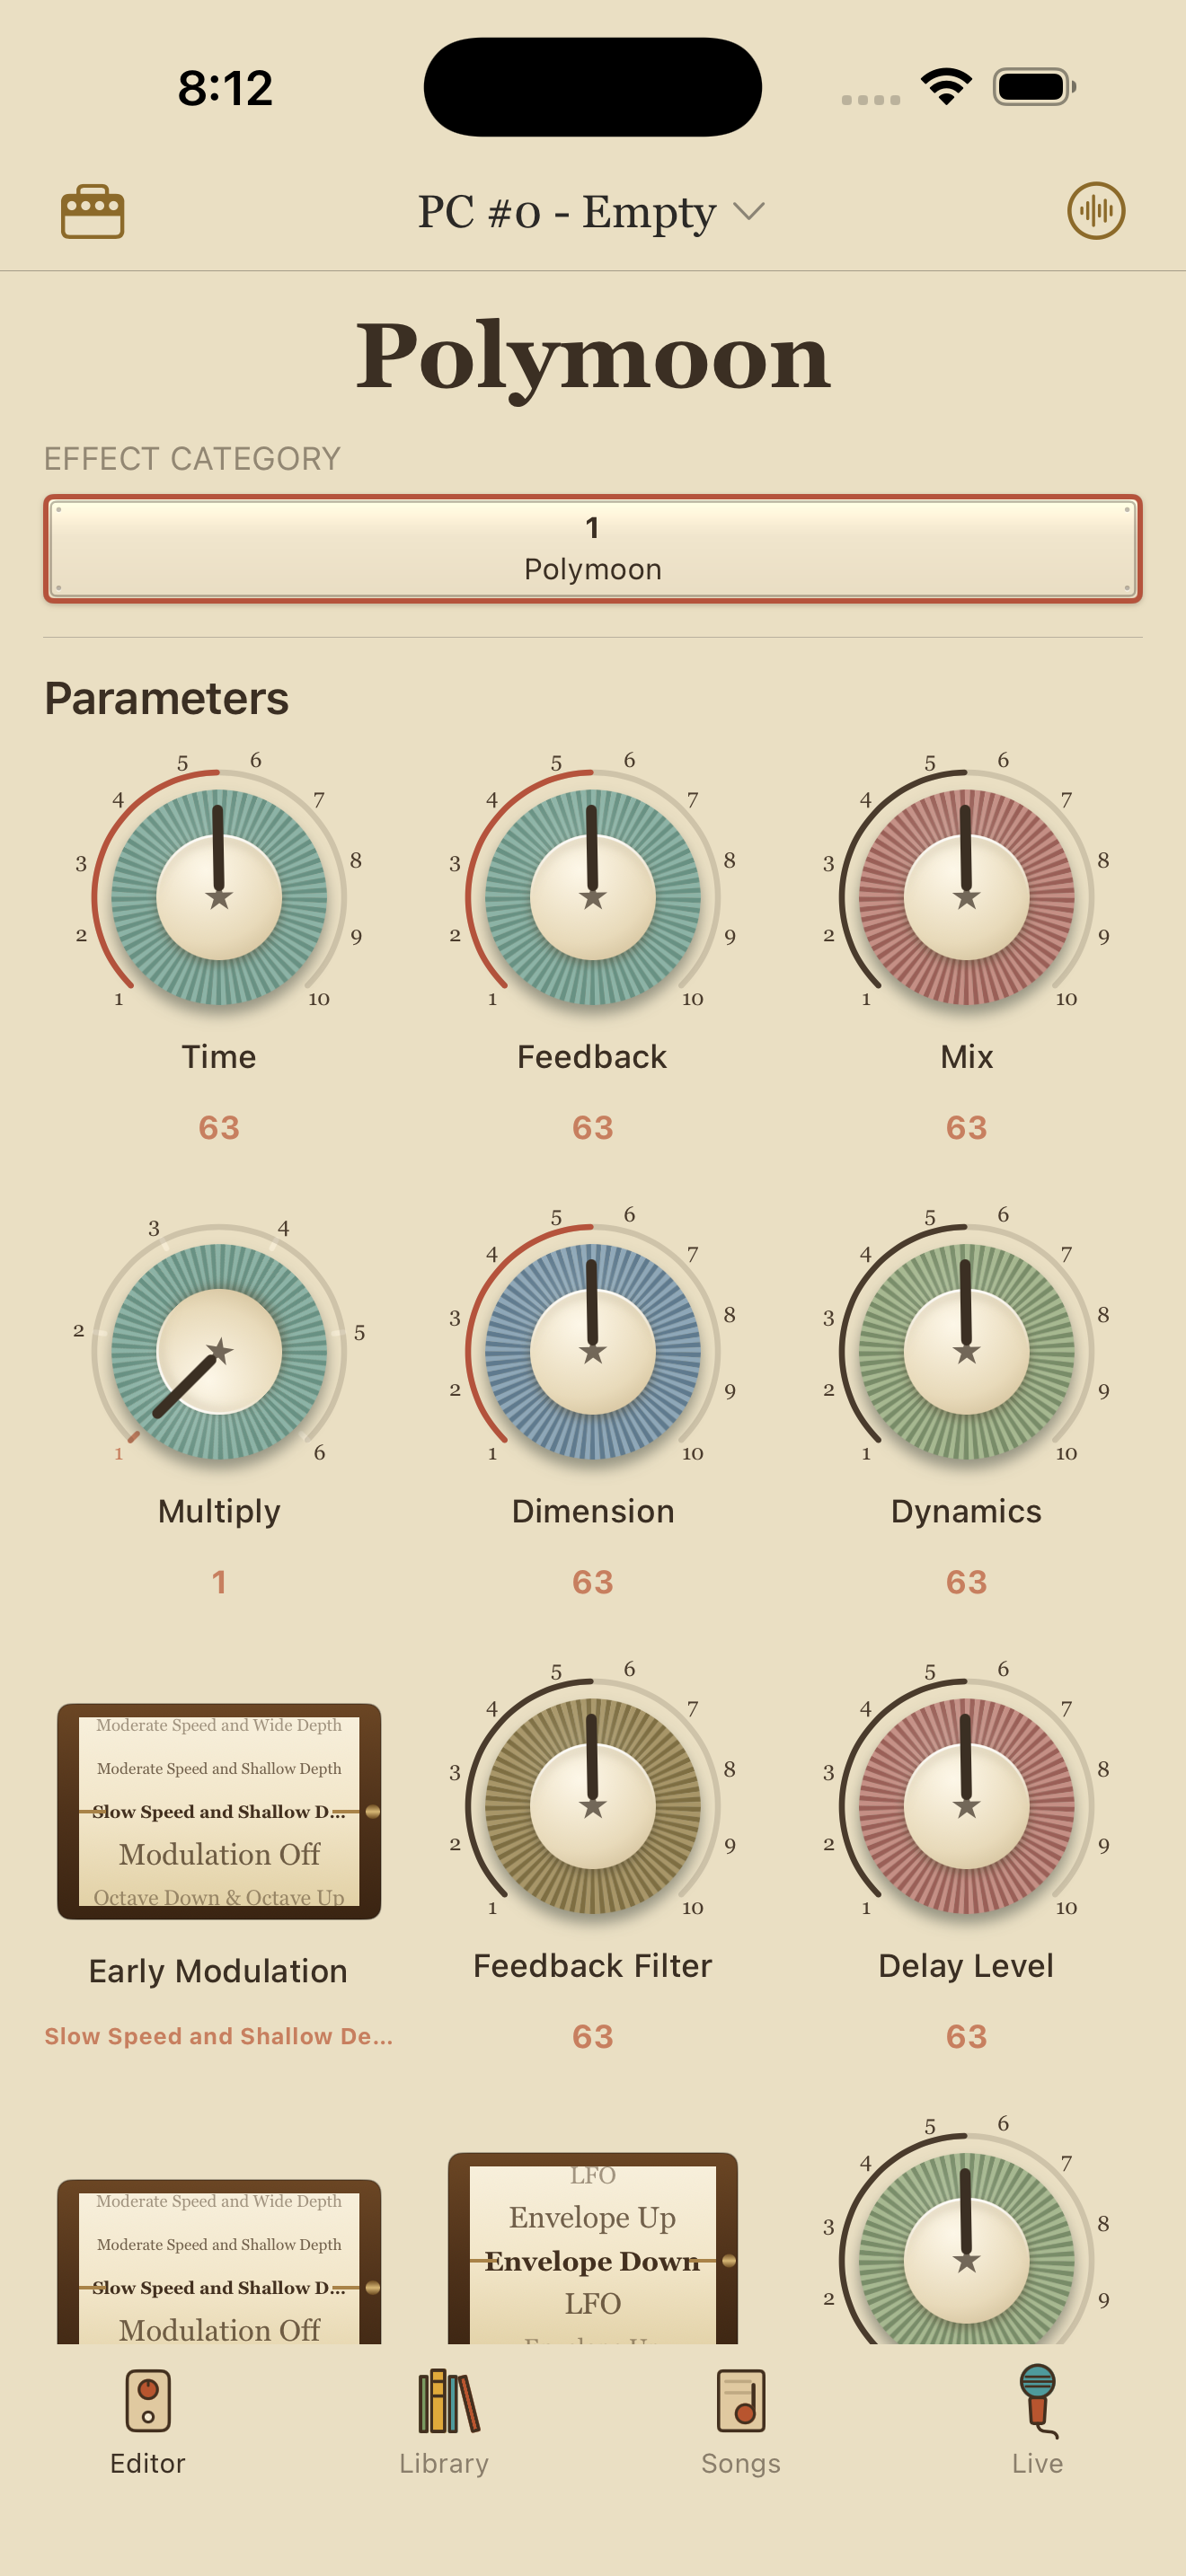 8:12
PC #0 - Empty
Polymoon
EFFECT CATEGORY
1
Polymoon
Parameters
1 2 3 4 5 6 7 8 9 10
1 2 3 4 5 6 7 8 9 10
1 2 3 4 5 6 7 8 9 10
Time
Feedback
Mix
63
63
63
1 2 3 4 5 6
1 2 3 4 5 6 7 8 9 10
1 2 3 4 5 6 7 8 9 10
Multiply
Dimension
Dynamics
1
63
63
Moderate Speed and Wide Depth
Moderate Speed and Shallow Depth
Slow Speed and Shallow D...
Modulation Off
Octave Down & Octave Up
1 2 3 4 5 6 7 8 9 10
1 2 3 4 5 6 7 8 9 10
Early Modulation
Feedback Filter
Delay Level
Slow Speed and Shallow De...
63
63
Moderate Speed and Wide Depth
Moderate Speed and Shallow Depth
Slow Speed and Shallow D...
Modulation Off
LFO
Envelope Up
Envelope Down
LFO
2 3 4 5 6 7 8 9
Editor
Library
Songs
Live